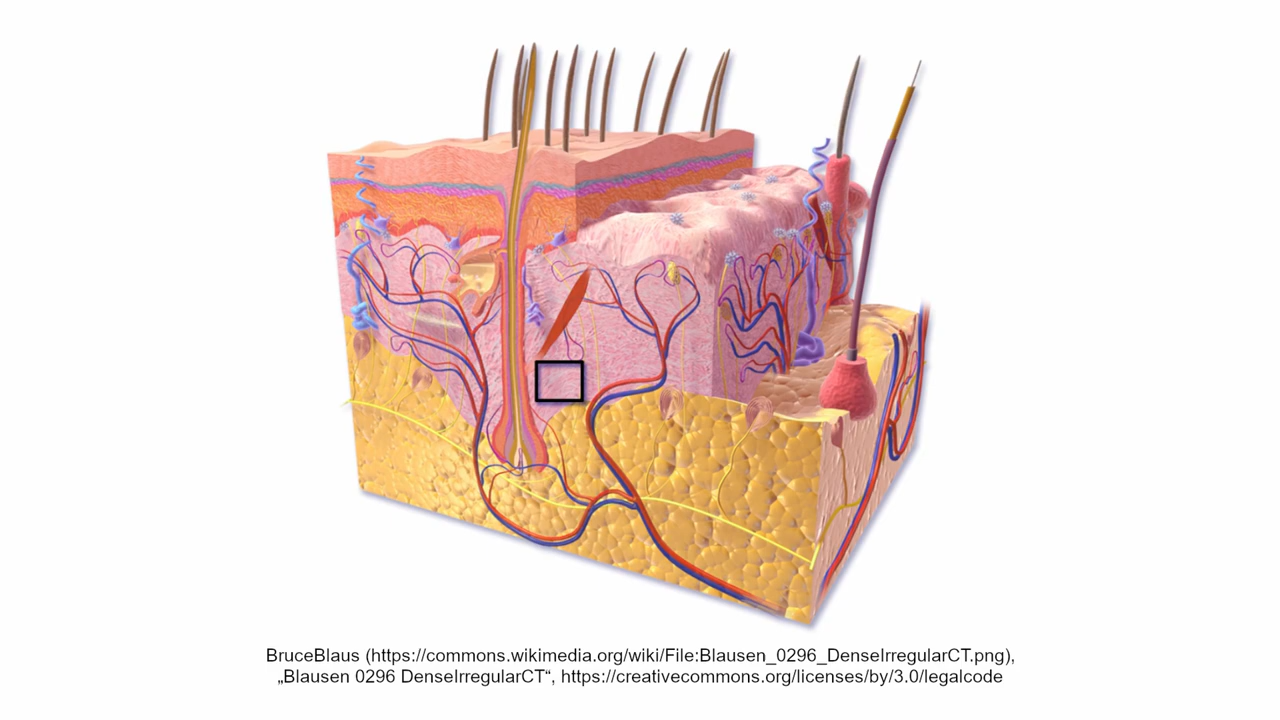 BruceBlaus (https://commons.wikimedia.org/wiki/File:Blausen_0296_DenseIrregularCT.png),
„Blausen 0296 DenseIrregularCT“, https://creativecommons.org/licenses/by/3.0/legalcode